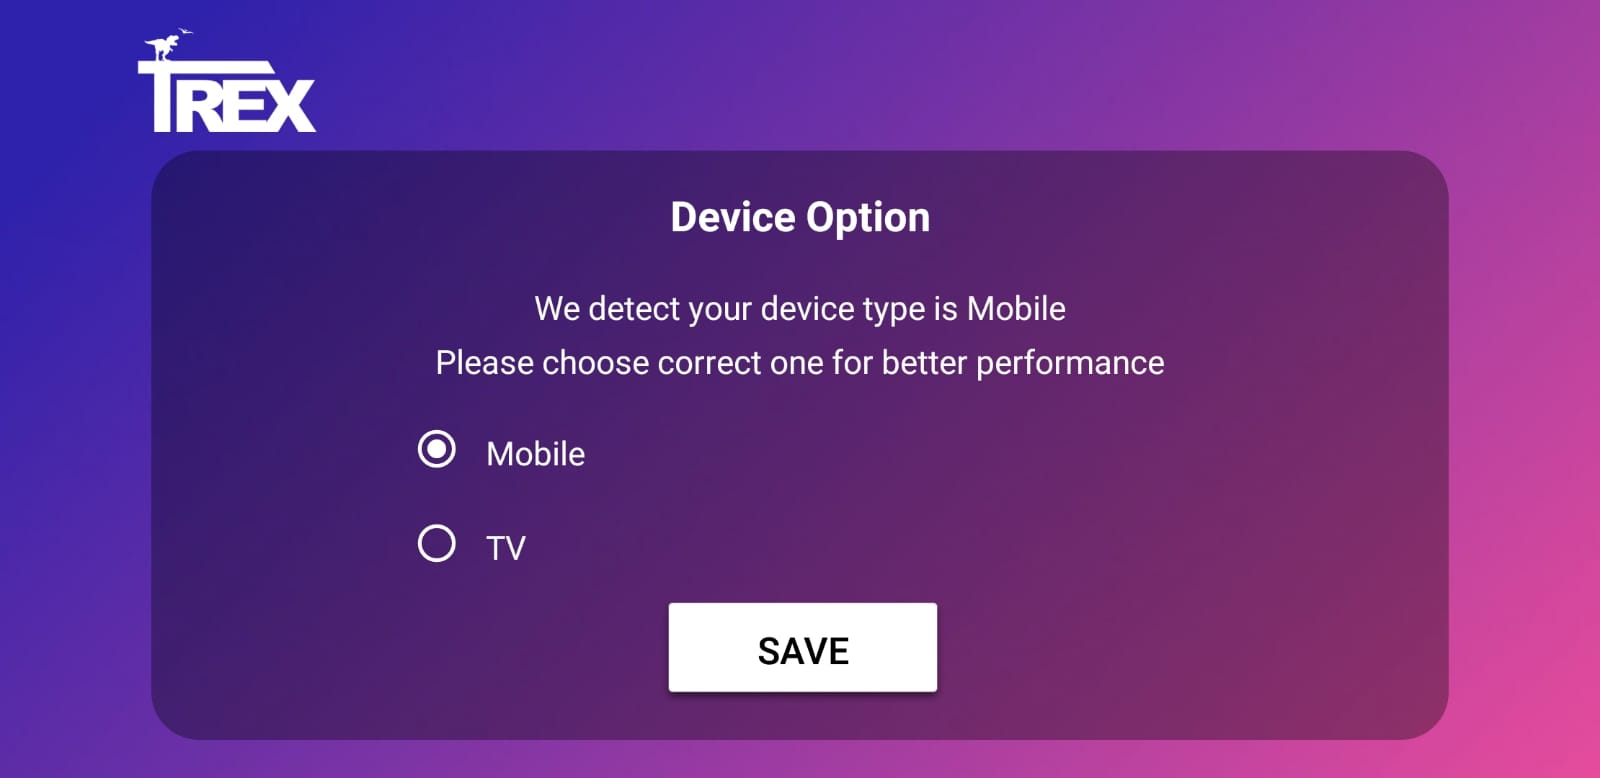 TREX
Device Option
We detect your device type is Mobile
Please choose correct one for better performance
Mobile
TV
SAVE